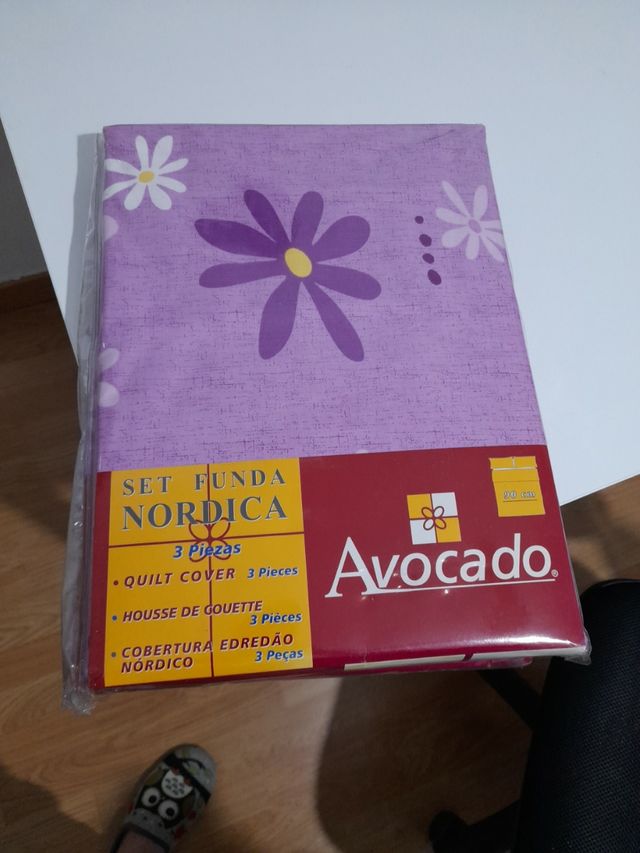 SET FUNDA
NORDICA
3 Piezas
• QUILT COVER 3 Pieces
• HOUSSE DE COUETTE
3 Pièces
• COBERTURA EDREDÃO
NÓRDICO 3 Peças
AVOCADO®
90 cm